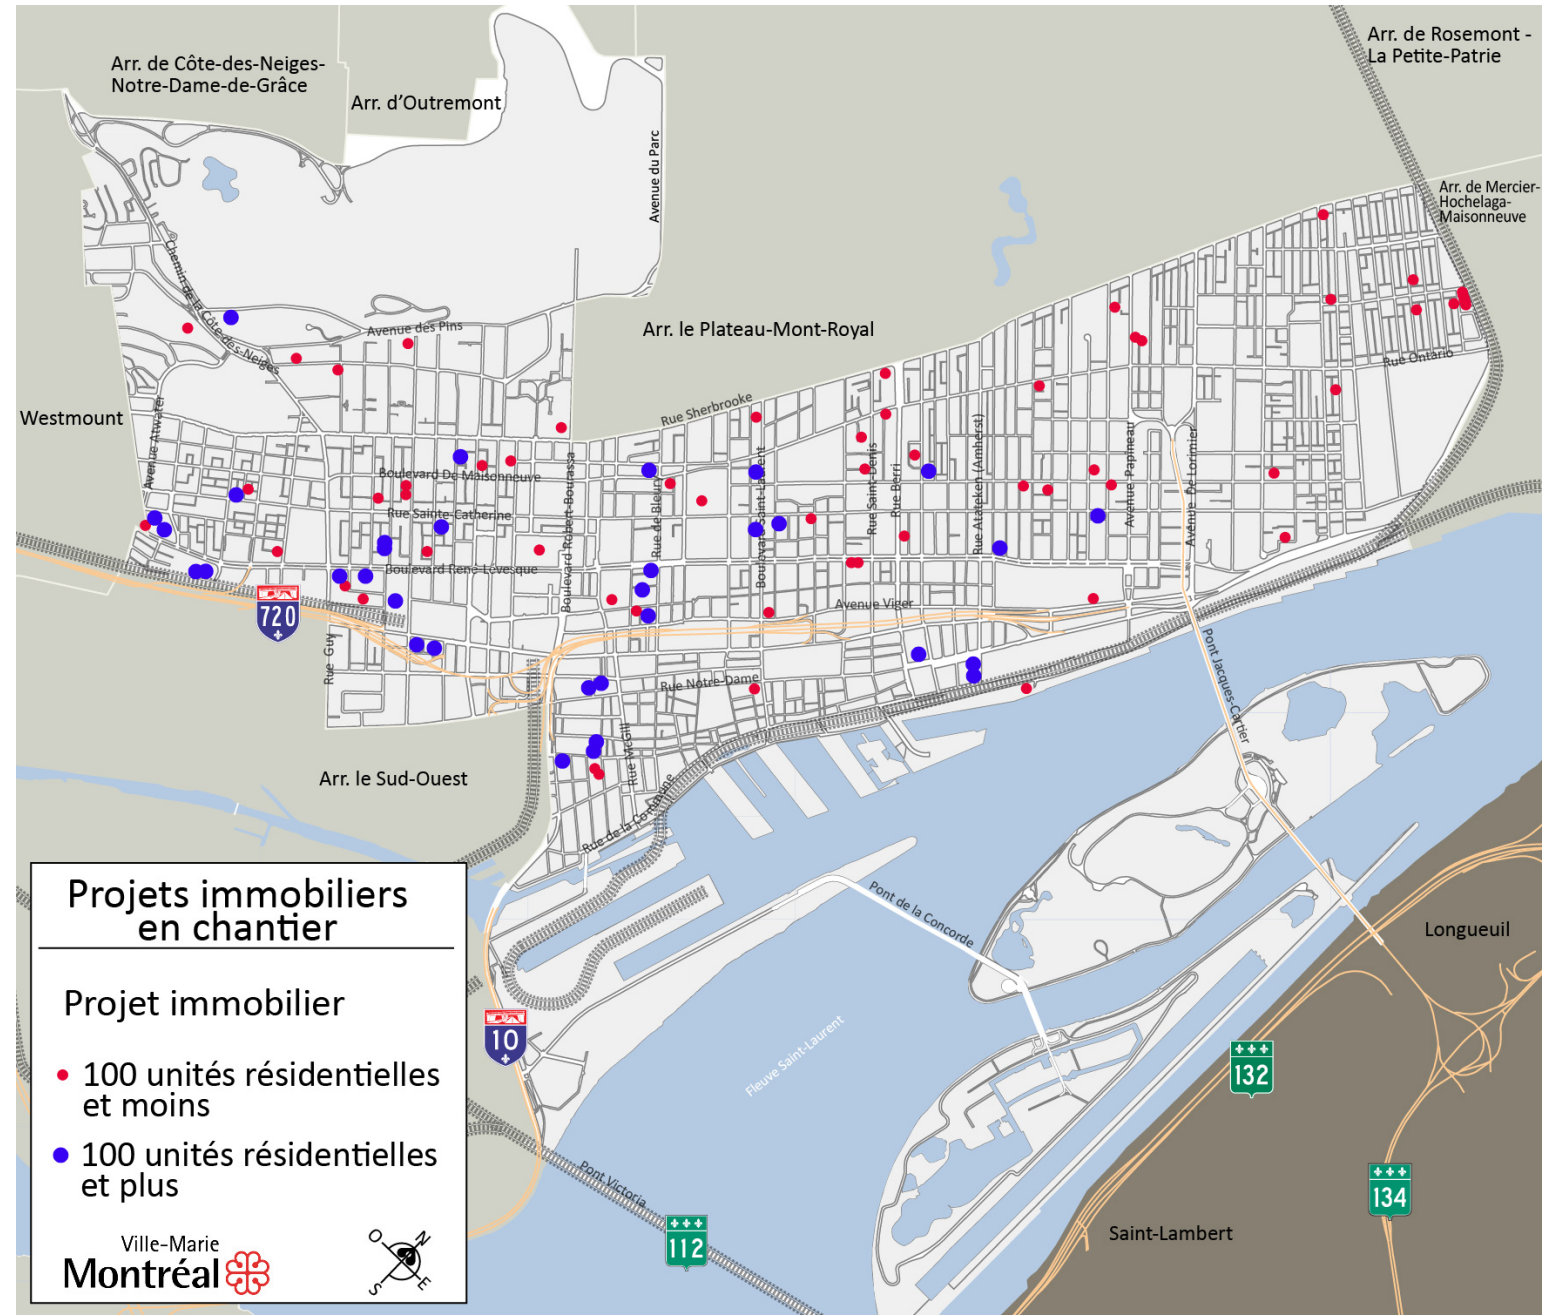 Arr. de Côte-des-Neiges-
Notre-Dame-de-Grâce
Arr. d'Outremont
Arr. de Rosemont -
La Petite-Patrie
Avenue du Parc
Arr. de Mercier-
Hochelaga-
Maisonneuve
Chemin de la Côte-des-Neiges
Avenue des Pins
Arr. le Plateau-Mont-Royal
Rue Ontario
Westmount
Avenue Atwater
Rue Sherbrooke
Boulevard De Maisonneuve
Rue Sainte-Catherine
Boulevard René-Lévesque
Boulevard Robert-Bourassa
Rue de Bleury
Boulevard Saint-Laurent
Rue Saint-Denis
Rue Berri
Rue Atateken (Amherst)
Avenue Papineau
Avenue De Lorimier
Avenue Viger
720
Rue Guy
Rue Notre-Dame
Rue McGill
Rue de la Commune
Pont Jacques-Cartier
Arr. le Sud-Ouest
Pont de la Concorde
Longueuil
Fleuve Saint-Laurent
10
132
134
112
Pont Victoria
Saint-Lambert
Projets immobiliers
en chantier
Projet immobilier
100 unités résidentielles
et moins
100 unités résidentielles
et plus
Ville-Marie
Montréal
O
N
S
E